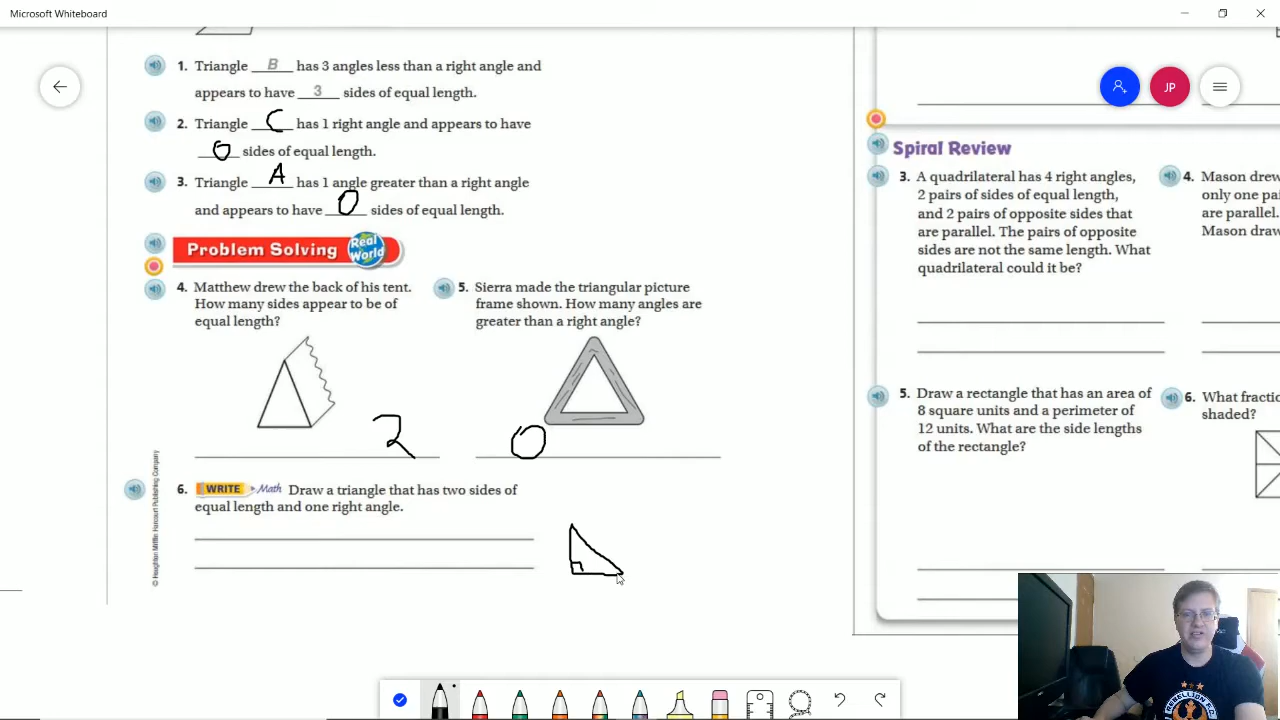 Microsoft Whiteboard
1. Triangle B has 3 angles less than a right angle and
appears to have 3 sides of equal length.
2. Triangle C has 1 right angle and appears to have
0 sides of equal length.
3. Triangle A has 1 angle greater than a right angle
and appears to have 0 sides of equal length.
Problem Solving Real World
4. Matthew drew the back of his tent.
How many sides appear to be of
equal length?
2
5. Sierra made the triangular picture
frame shown. How many angles are
greater than a right angle?
0
6. WRITE Math Draw a triangle that has two sides of
equal length and one right angle.
© Houghton Mifflin Harcourt Publishing Company
JP
Spiral Review
3. A quadrilateral has 4 right angles,
2 pairs of sides of equal length,
and 2 pairs of opposite sides that
are parallel. The pairs of opposite
sides are not the same length. What
quadrilateral could it be?
4. Mason drew
only one pai
are parallel.
Mason drew
5. Draw a rectangle that has an area of
8 square units and a perimeter of
12 units. What are the side lengths
of the rectangle?
6. What fractio
shaded?